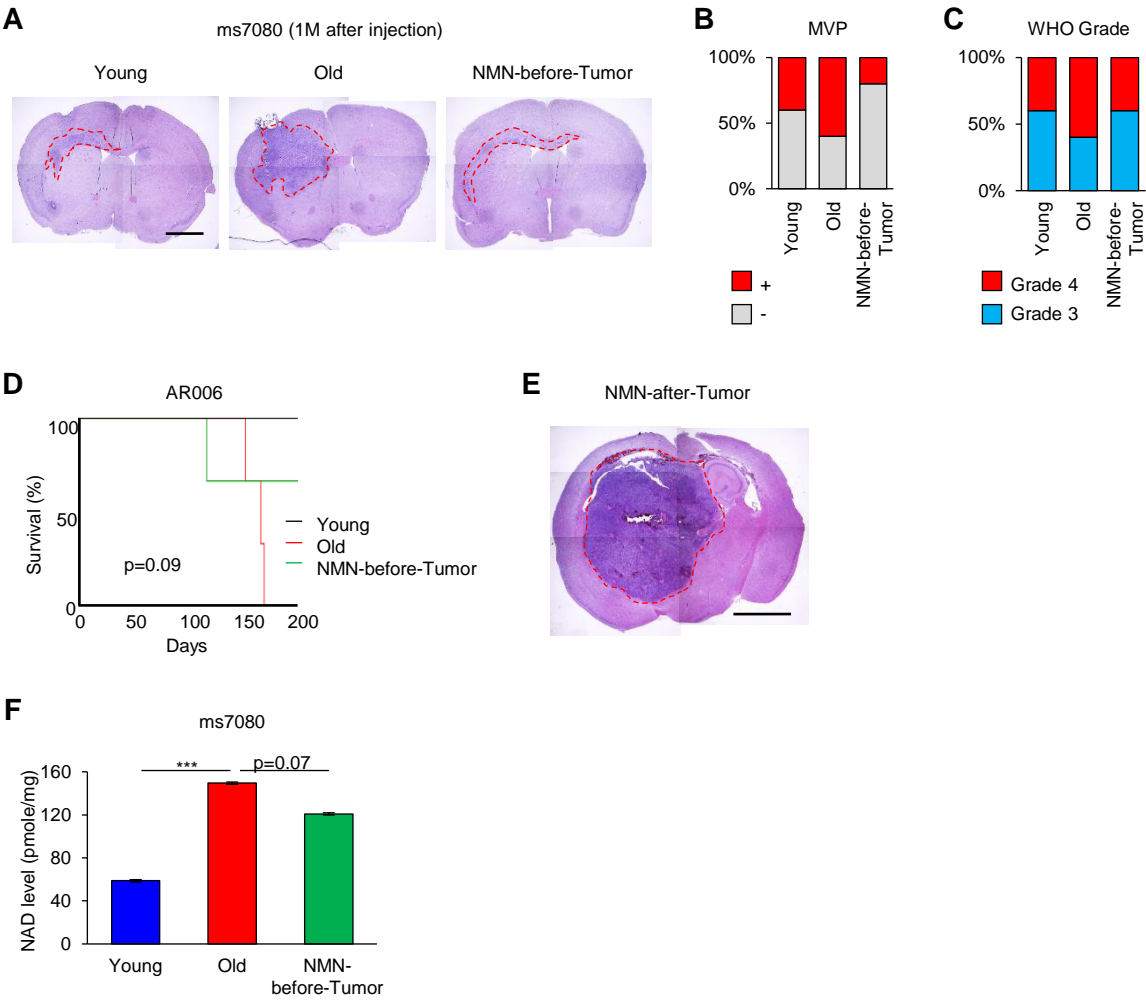 A
ms7080 (1M after injection)
Young
Old
NMN-before-Tumor
B
MVP
100%
50%
0%
Young
Old
NMN-before-
Tumor
+
-
C
WHO Grade
100%
50%
0%
Young
Old
NMN-before-
Tumor
Grade 4
Grade 3
D
AR006
Survival (%)
100
50
0
p=0.09
Young
Old
NMN-before-Tumor
0 50 100 150 200
Days
E
NMN-after-Tumor
F
ms7080
NAD level (pmole/mg)
160
120
80
40
0
***
p=0.07
Young
Old
NMN-
before-Tumor